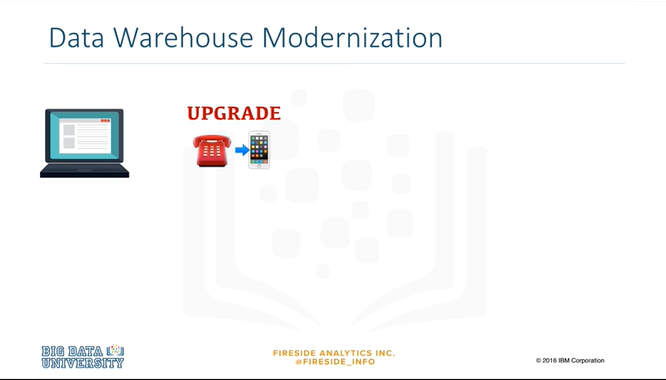 Data Warehouse Modernization
UPGRADE
BIG DATA
UNIVERSITY
FIRESIDE ANALYTICS INC.
@FIRESIDE_INFO
© 2016 IBM Corporation